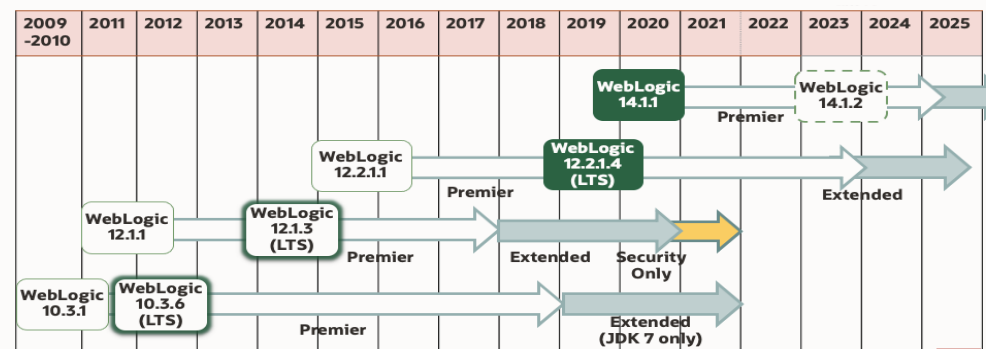 2009 2011 2012 2013 2014 2015 2016 2017 2018 2019 2020 2021 2022 2023 2024 2025
-2010
WebLogic
14.1.1
Premier
WebLogic
14.1.2
WebLogic
12.2.1.1
Premier
WebLogic
12.2.1.4
(LTS)
Extended
WebLogic
12.1.1
WebLogic
12.1.3
(LTS)
Premier
Extended
Security
Only
WebLogic
10.3.1
WebLogic
10.3.6
(LTS)
Premier
Extended
(JDK 7 only)